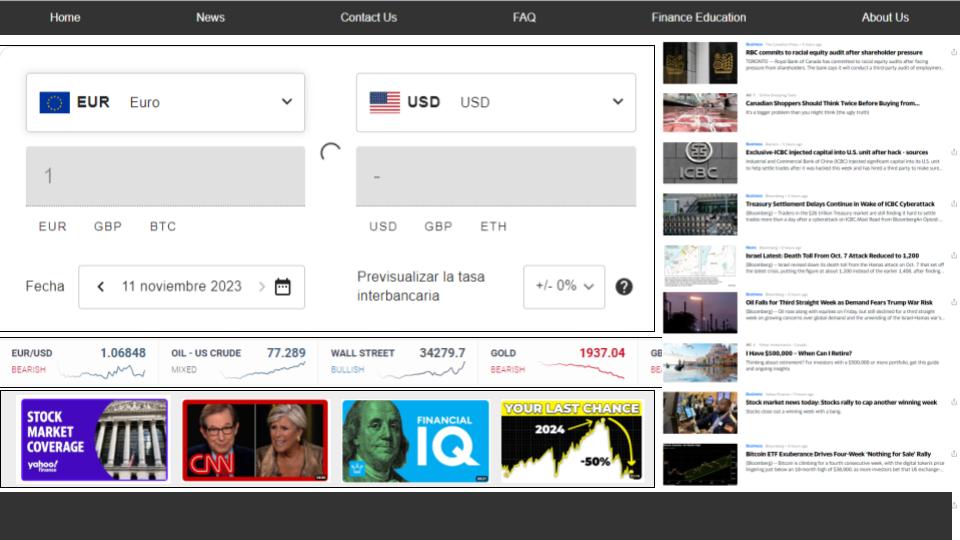 Home News Contact Us FAQ Finance Education About Us
EUR Euro
USD USD
1
-
EUR GBP BTC
USD GBP ETH
Fecha
11 noviembre 2023
Previsualizar la tasa
interbancaria
+/- 0%
?
EUR/USD 1.06848
BEARISH
OIL - US CRUDE 77.289
MIXED
WALL STREET 34279.7
BULLISH
GOLD 1937.04
BEARISH
GB
BE
STOCK
MARKET
COVERAGE
yahoo!
finance
CNN
FINANCIAL
IQ
YOUR LAST CHANCE
2024
-50%
RBC commits to racial equity audit after shareholder pressure
TORONTO — Royal Bank of Canada has committed to racial equity audits after facing
pressure from shareholders. The bank says it will conduct a third party audit of employmen...
ICBC
Canadian Shoppers Should Think Twice Before Buying from...
It's a bigger problem than you might think (the ugly truth)
Exclusive-ICBC injected capital into U.S. unit after hack - sources
Industrial and Commercial Bank of China (ICBC) injected significant capital into its U.S. unit
to help settle trades after it was hacked this week and has hired a third party to make sure...
Treasury Settlement Delays Continue in Wake of ICBC Cyberattack
(Bloomberg) -- Traders in the $26 trillion Treasury market are still finding it hard to settle
trades more than a day after a cyberattack on ICBC.Most Read from BloombergAn
Israel Latest: Death Toll From Oct. 7 Attack Reduced to 1,200
(Bloomberg) -- Israel revised down its death toll from the Hamas attack on Oct. 7 that set off
the latest crisis, putting the figure at about 1,200 instead of the earlier 1,400, after finding...
Oil Falls for Third Straight Week as Demand Fears Trump War Risk
(Bloomberg) -- Oil rose along with equities on Friday, but still declined for a third straight
week on growing concerns over global demand and the unwinding of the Israel-Hamas war's...
I Have $500,000 – When Can I Retire?
Thinking about retirement? For investors with a $500,000 or more portfolio, get this guide
and ongoing insights
Stock market news today: Stocks rally to cap another winning week
Stocks close out a winning week with a bang.
Bitcoin ETF Exuberance Drives Four-Week 'Nothing for Sale' Rally
(Bloomberg) -- Bitcoin is climbing for a fourth consecutive week, with the digital token's price
lingering just below an 18-month high of $38,000, as more investors bet that US exchange-...